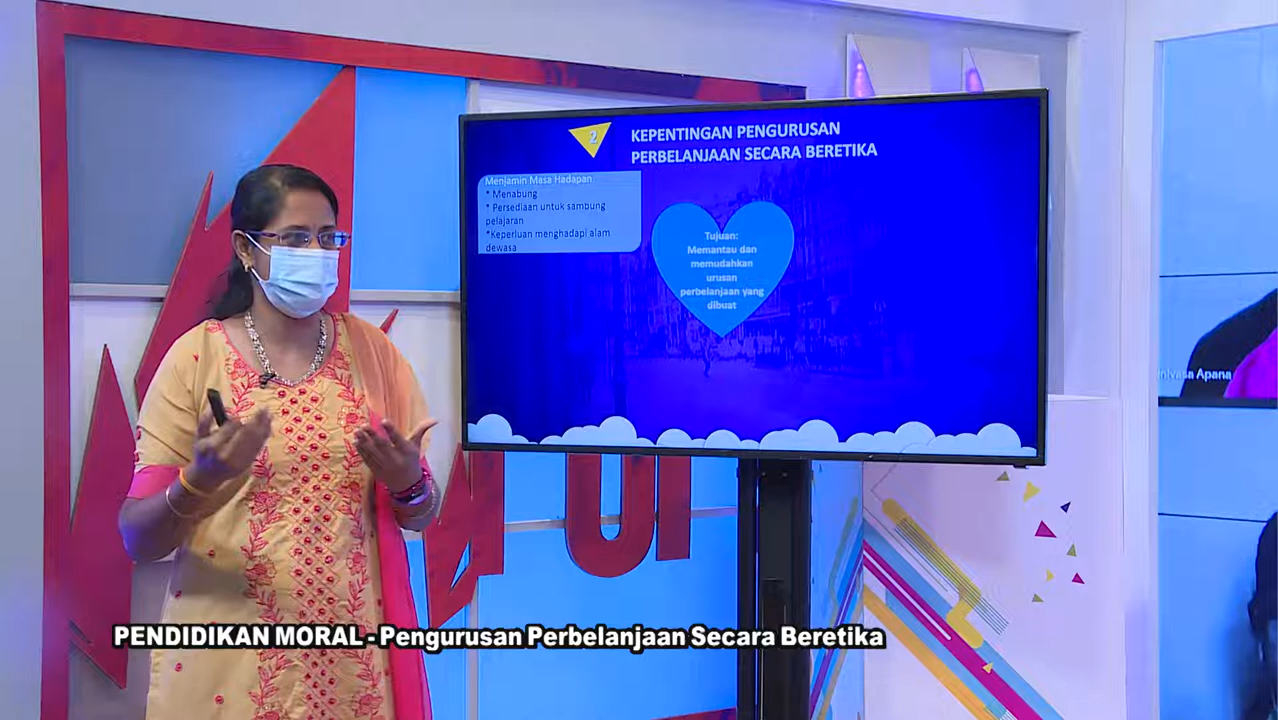 2
KEPENTINGAN PENGURUSAN
PERBELANJAAN SECARA BERETIKA
Menjamin Masa Hadapan
* Menabung
* Persediaan untuk sambung
pelajaran
*Keperluan menghadapi alam
dewasa
Tujuan:
Memantau dan
memudahkan
urusan
perbelanjaan yang
dibuat
Apana
PENDIDIKAN MORAL - Pengurusan Perbelanjaan Secara Beretika